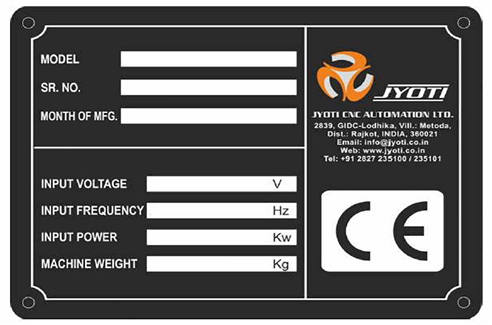 MODEL
SR. NO.
MONTH OF MFG.
INPUT VOLTAGE V
INPUT FREQUENCY Hz
INPUT POWER Kw
MACHINE WEIGHT Kg
JYOTI
JYOTI CNC AUTOMATION LTD.
2839, GIDC-Lodhika, Vill.: Metoda,
Dist.: Rajkot, INDIA, 360021
Email: info@jyoti.co.in
Web: www.jyoti.co.in
Tel: +91 2827 235100 / 235101
CE